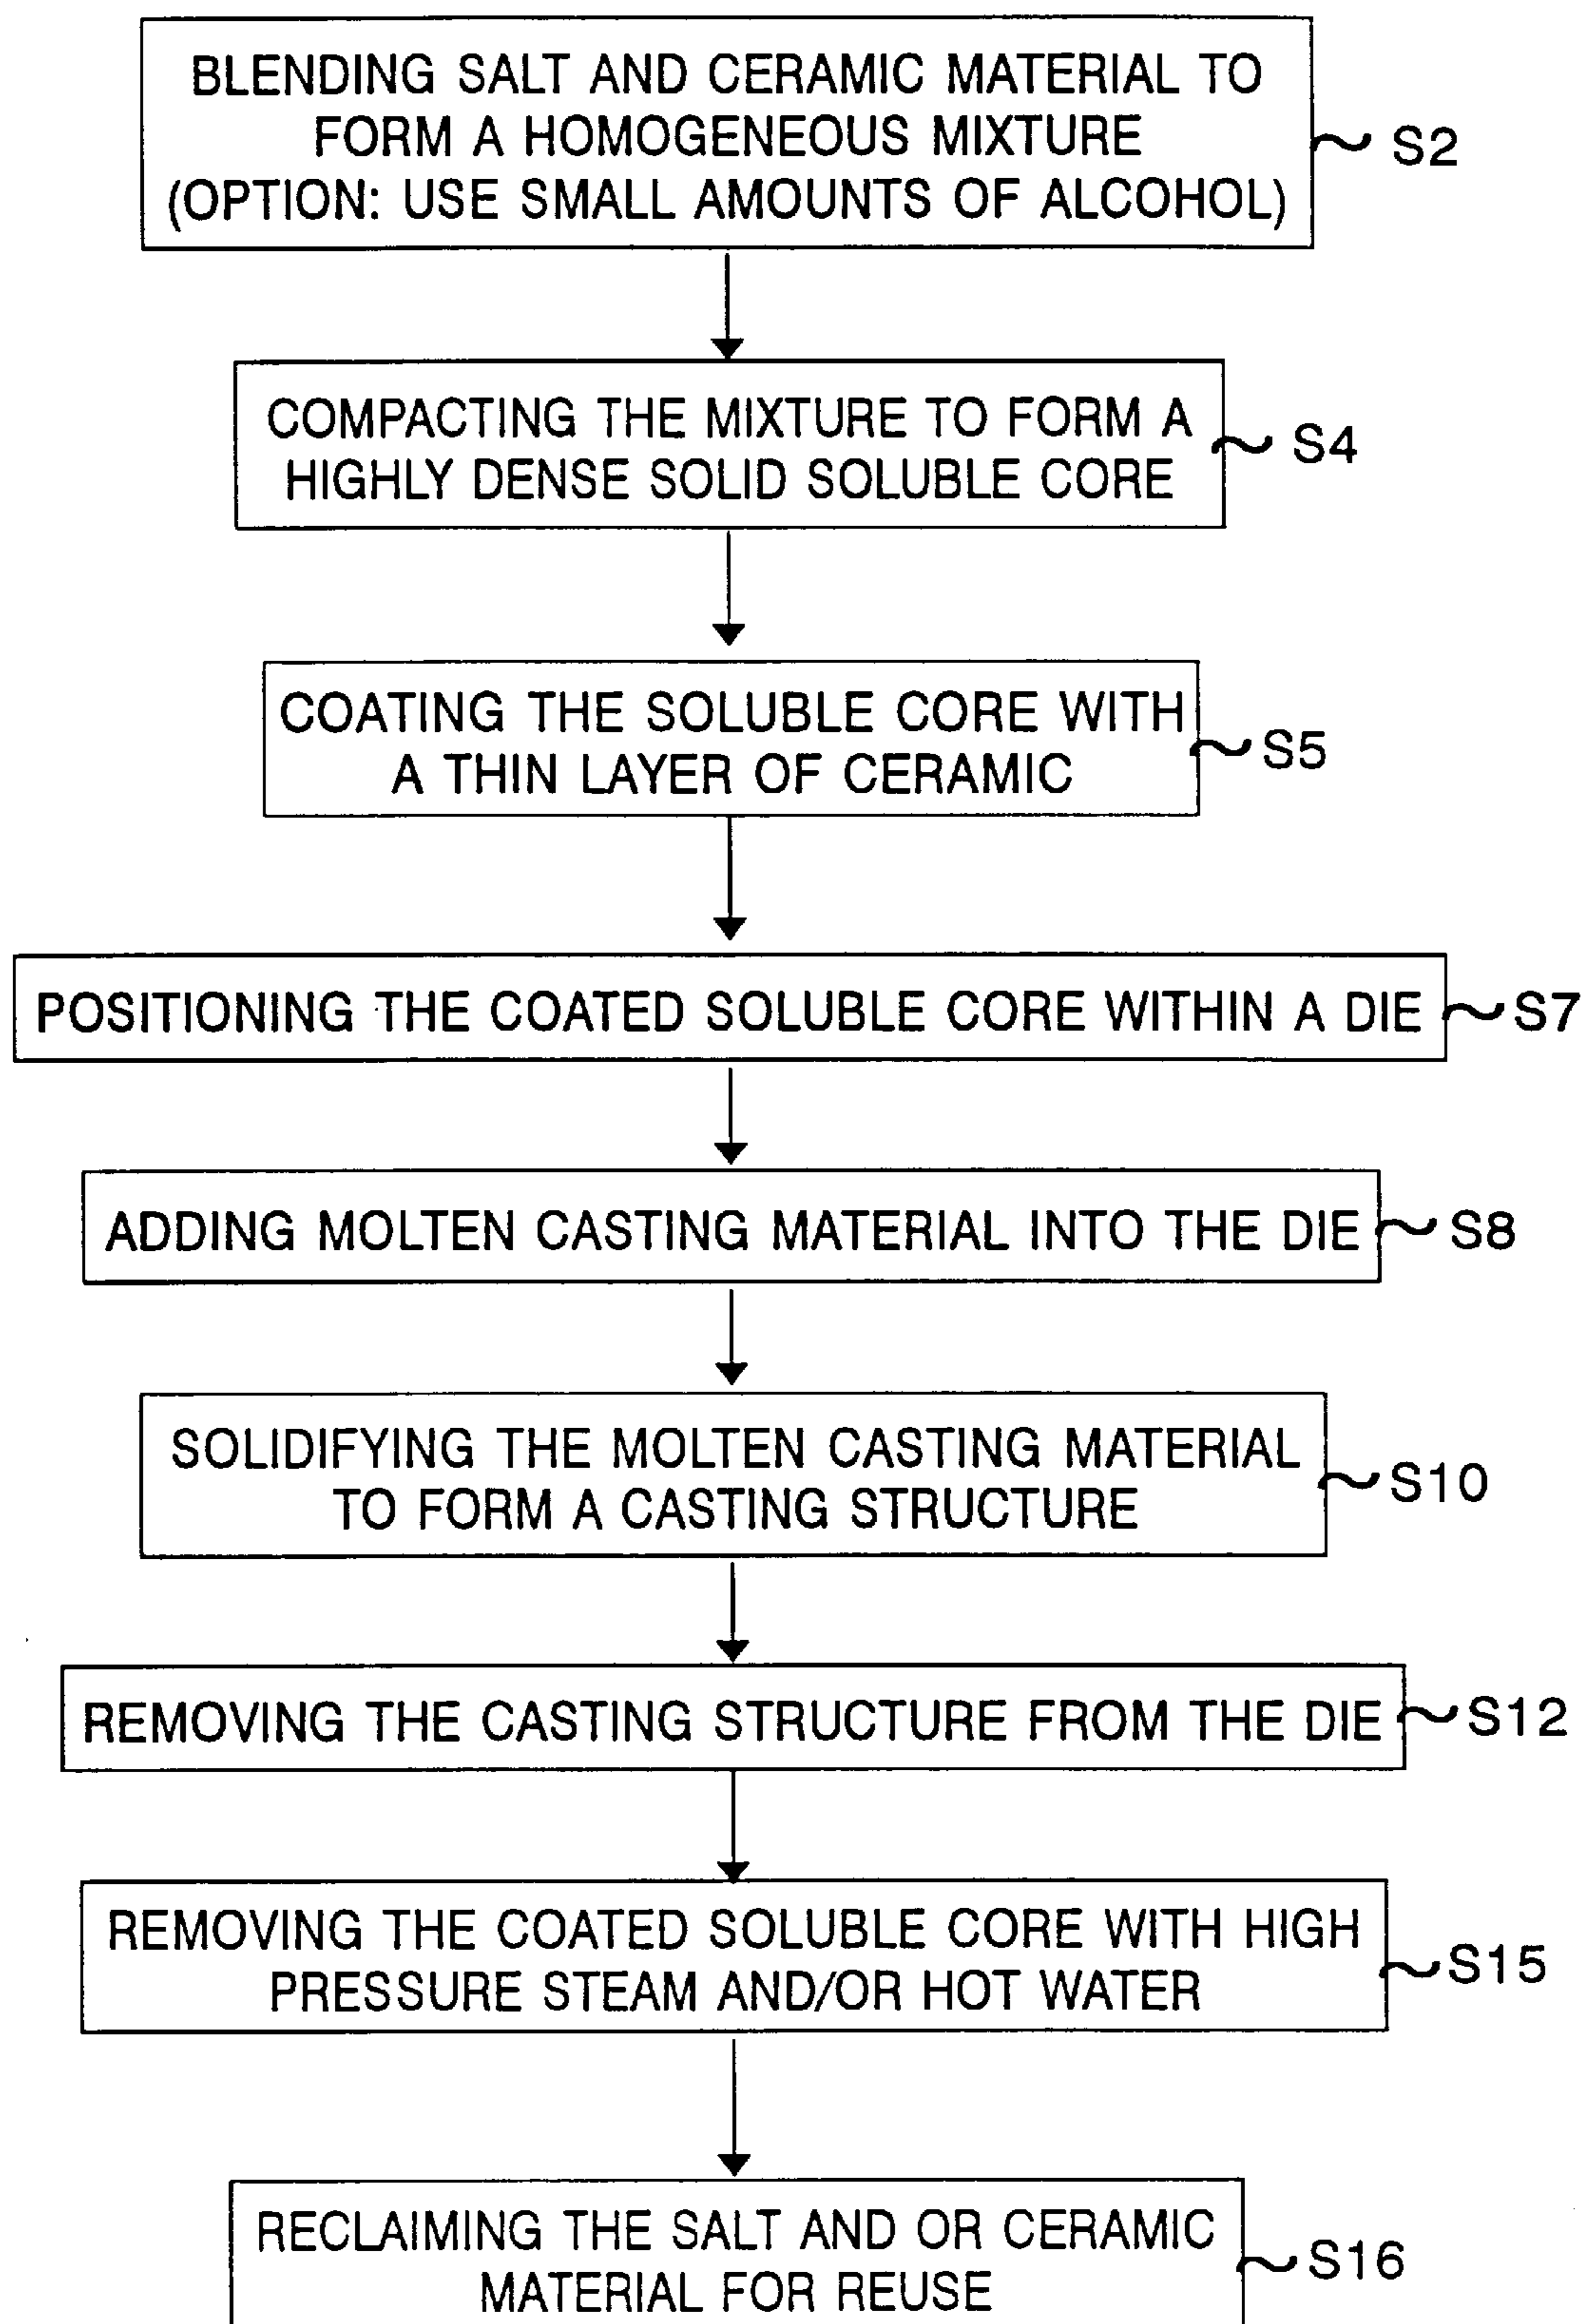 BLENDING SALT AND CERAMIC MATERIAL TO
FORM A HOMOGENEOUS MIXTURE
(OPTION: USE SMALL AMOUNTS OF ALCOHOL)
S2
COMPACTING THE MIXTURE TO FORM A
HIGHLY DENSE SOLID SOLUBLE CORE
S4
COATING THE SOLUBLE CORE WITH
A THIN LAYER OF CERAMIC
S5
POSITIONING THE COATED SOLUBLE CORE WITHIN A DIE
S7
ADDING MOLTEN CASTING MATERIAL INTO THE DIE
S8
SOLIDIFYING THE MOLTEN CASTING MATERIAL
TO FORM A CASTING STRUCTURE
S10
REMOVING THE CASTING STRUCTURE FROM THE DIE
S12
REMOVING THE COATED SOLUBLE CORE WITH HIGH
PRESSURE STEAM AND/OR HOT WATER
S15
RECLAIMING THE SALT AND OR CERAMIC
MATERIAL FOR REUSE
S16